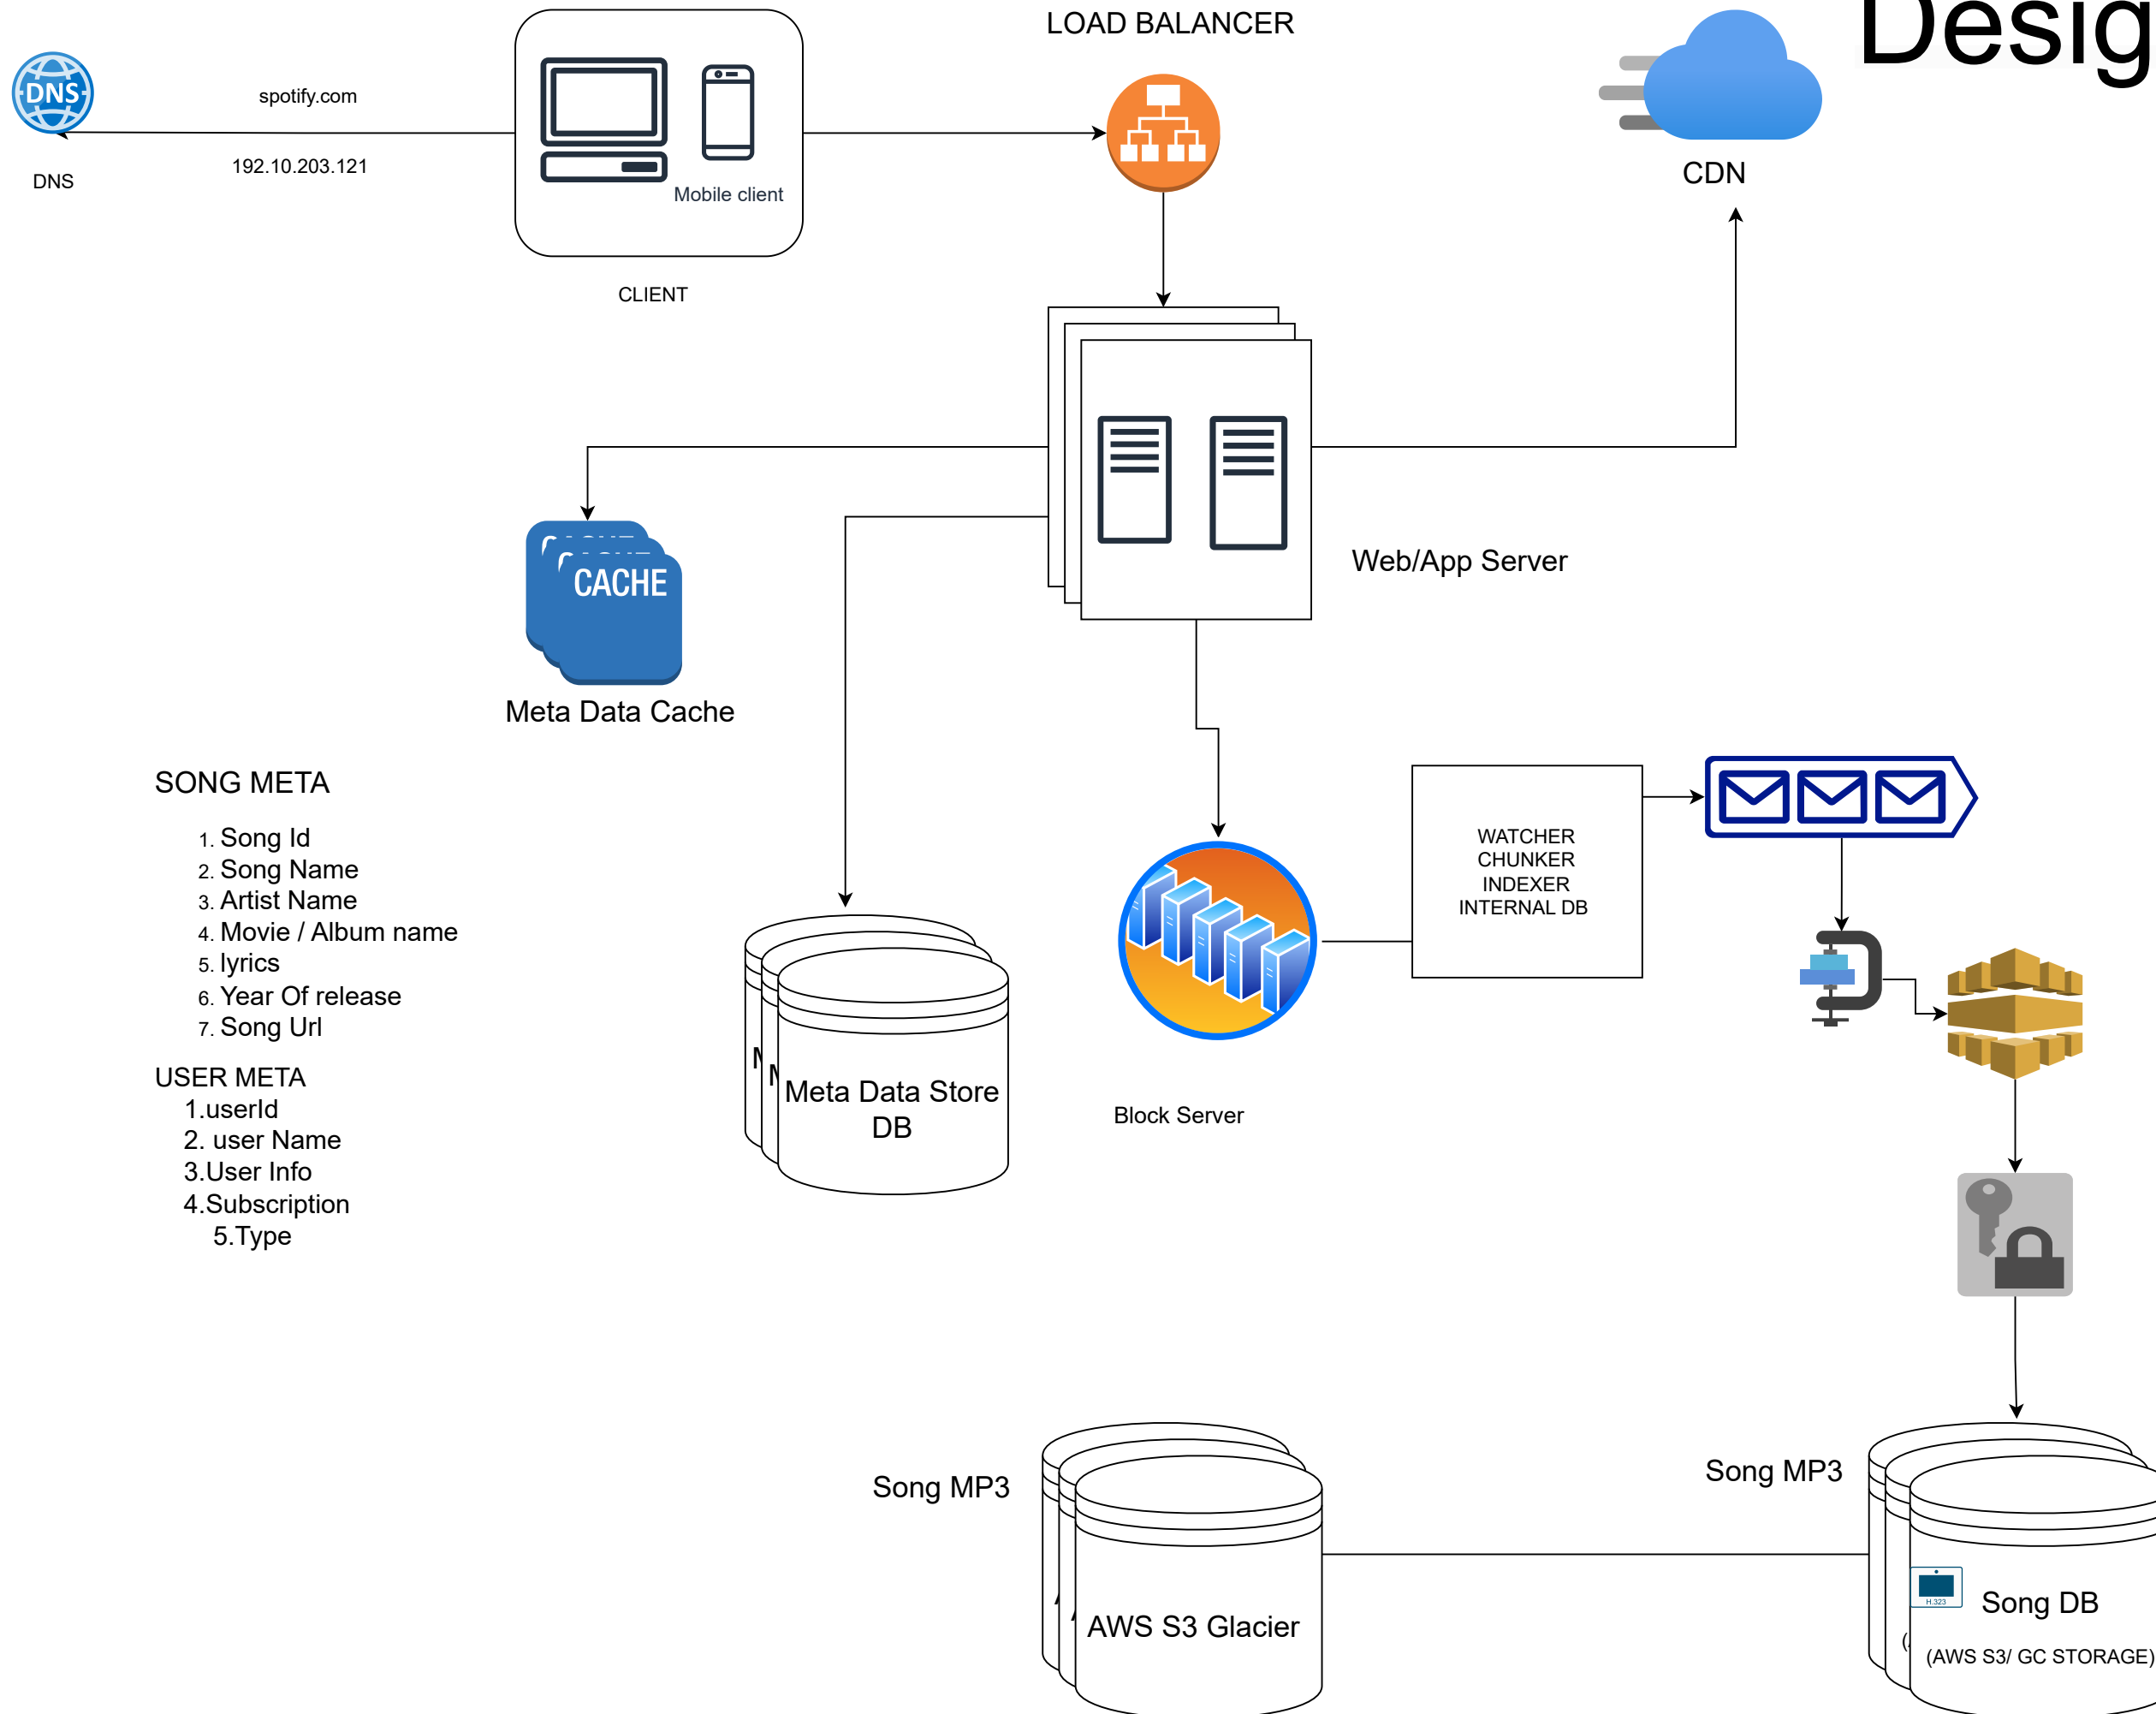 Desig
LOAD BALANCER
DNS
spotify.com
192.10.203.121
DNS
Mobile client
CLIENT
CDN
Web/App Server
CACHE
CACHE
CACHE
Meta Data Cache
SONG META
1. Song Id
2. Song Name
3. Artist Name
4. Movie / Album name
5. lyrics
6. Year Of release
7. Song Url
USER META
1.userId
2. user Name
3.User Info
4.Subscription
5.Type
Meta Data Store
DB
Block Server
WATCHER
CHUNKER
INDEXER
INTERNAL DB
Song MP3
AWS S3 Glacier
Song MP3
H.323
Song DB
(AWS S3/ GC STORAGE)